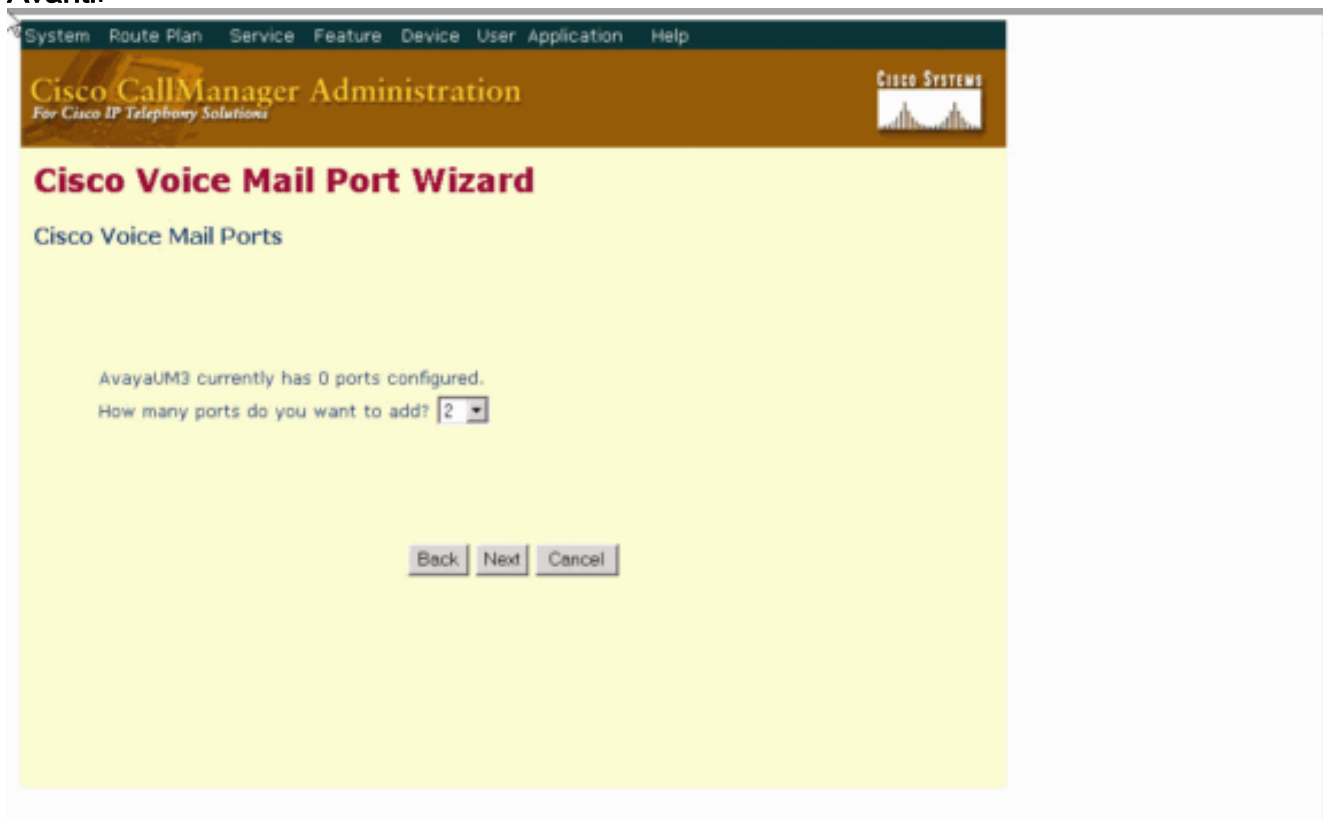 Avanti.
System Route Plan Service Feature Device User Application Help
Cisco CallManager Administration
For Cisco IP Telephony Solutions
CISCO SYSTEMS
Cisco Voice Mail Port Wizard
Cisco Voice Mail Ports
AvayaUM3 currently has 0 ports configured.
How many ports do you want to add? 2
Back Next Cancel